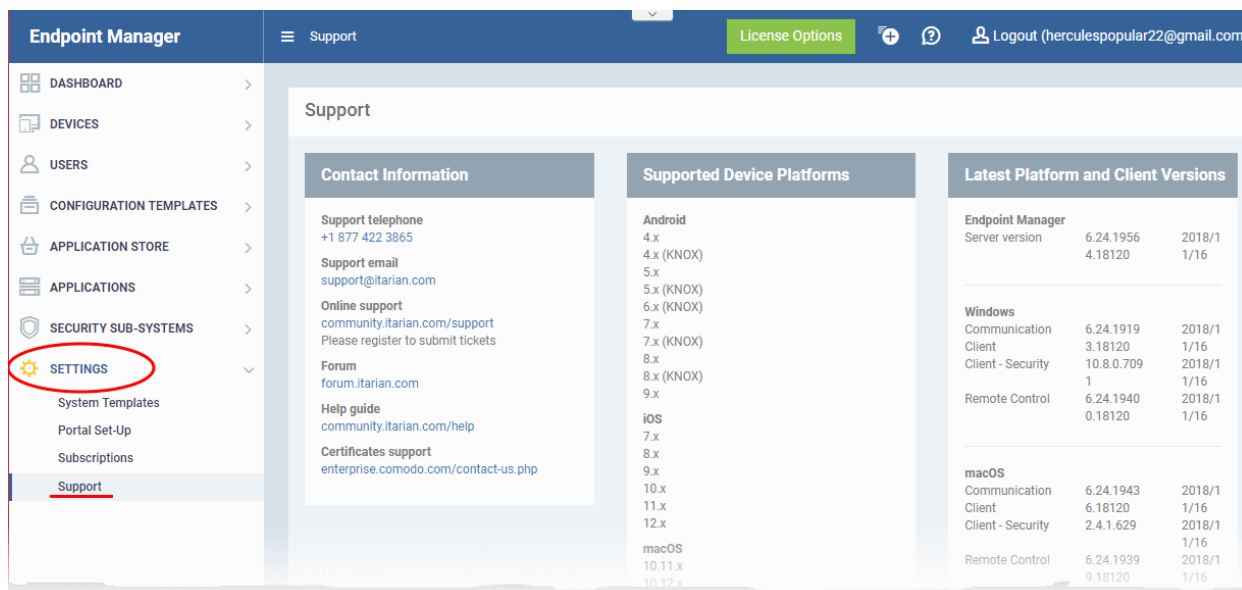 Endpoint Manager
Support
License Options
Logout (herculespopular22@gmail.com
DASHBOARD
DEVICES
USERS
CONFIGURATION TEMPLATES
APPLICATION STORE
APPLICATIONS
SECURITY SUB-SYSTEMS
SETTINGS
System Templates
Portal Set-Up
Subscriptions
Support
Support
Contact Information
Support telephone
+1 877 422 3865
Support email
support@itarian.com
Online support
community.itarian.com/support
Please register to submit tickets
Forum
forum.itarian.com
Help guide
community.itarian.com/help
Certificates support
enterprise.comodo.com/contact-us.php
Supported Device Platforms
Android
4.x
4.x (KNOX)
5.x
5.x (KNOX)
6.x (KNOX)
7.x
7.x (KNOX)
8.x
8.x (KNOX)
9.x
iOS
7.x
8.x
9.x
10.x
11.x
12.x
macOS
10.11.x
10.12.x
Latest Platform and Client Versions
Endpoint Manager
Server version 6.24.1956 2018/1
4.18120 1/16
Windows
Communication 6.24.1919 2018/1
Client 3.18120 1/16
Client - Security 10.8.0.709 2018/1
1 1/16
Remote Control 6.24.1940 2018/1
0.18120 1/16
macOS
Communication 6.24.1943 2018/1
Client 6.18120 1/16
Client - Security 2.4.1.629 2018/1
1/16
Remote Control 6.24.1939 2018/1
9.18120 1/16